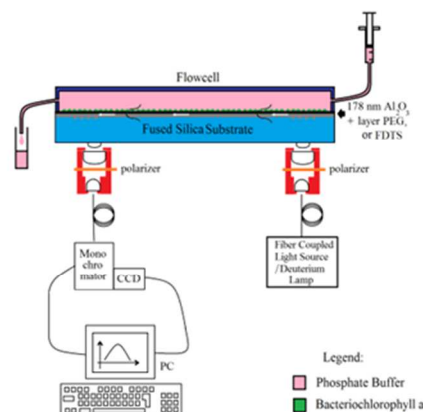 Flowcell
178 nm Al2O3
+ layer PEG,
or FDTS
Fused Silica Substrate
polarizer
polarizer
Mono
chro
mator
CCD
Fiber Coupled
Light Source
/Deuterium
Lamp
PC
Legend:
Phosphate Buffer
Bacteriochlorophyll a